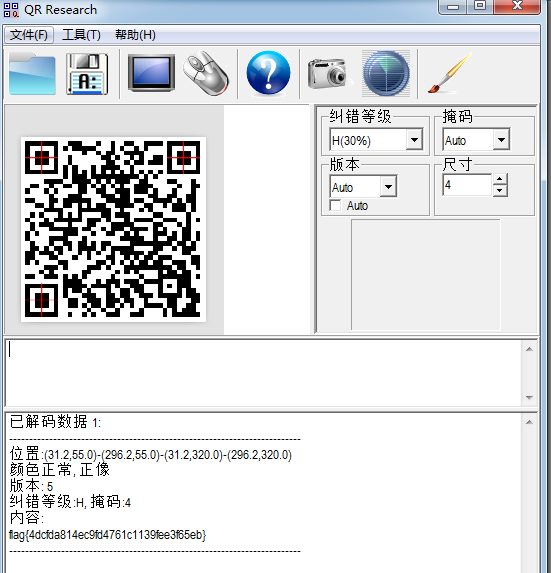 QR Research
文件(F) 工具(T) 帮助(H)
A:
?
纠错等级 掩码
H(30%) Auto
版本 尺寸
Auto 4
Auto
已解码数据 1:
位置:(31.2,55.0)-(296.2,55.0)-(31.2,320.0)-(296.2,320.0)
颜色正常, 正像
版本: 5
纠错等级:H, 掩码:4
内容:
flag{4dcfda814ec9fd4761c1139fee3f65eb}